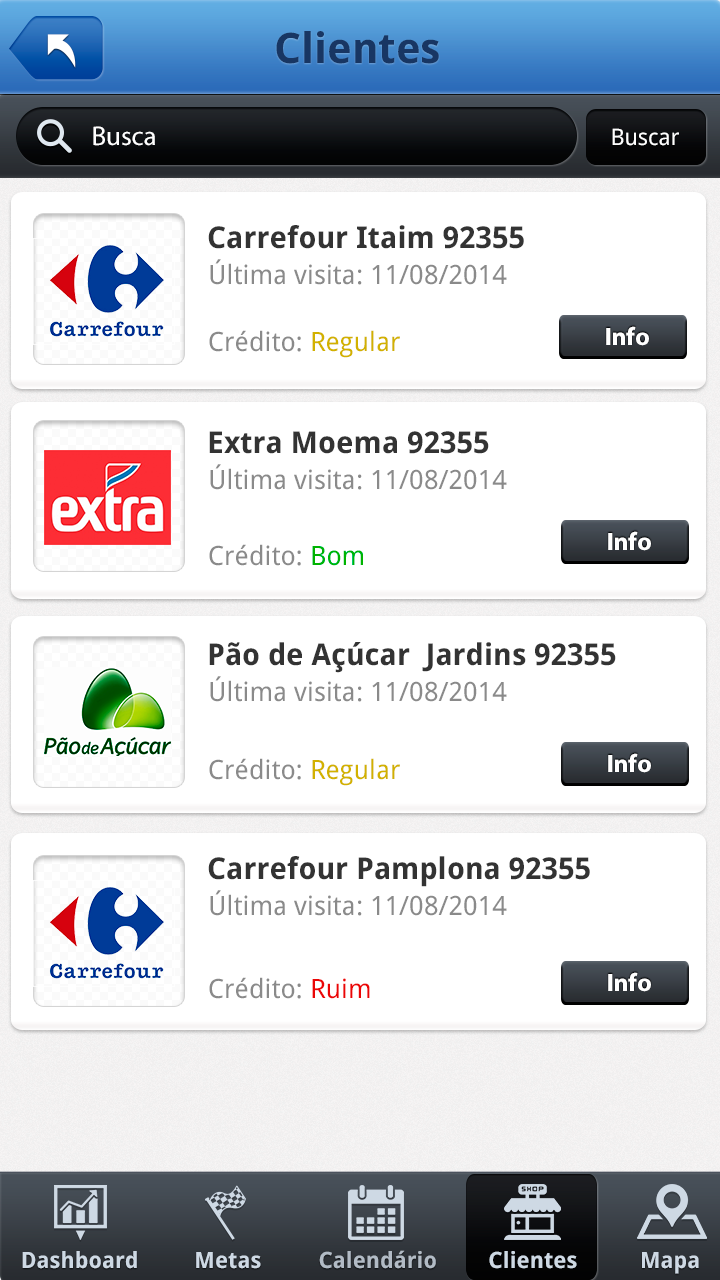 Clientes
Busca
Buscar
Carrefour Itaim 92355
Última visita: 11/08/2014
Carrefour
Crédito: Regular
Info
Extra Moema 92355
Última visita: 11/08/2014
extra
Crédito: Bom
Info
Pão de Açúcar Jardins 92355
Última visita: 11/08/2014
PãodeAçúcar
Crédito: Regular
Info
Carrefour Pamplona 92355
Última visita: 11/08/2014
Carrefour
Crédito: Ruim
Info
SHOP
Dashboard Metas Calendário Clientes Mapa